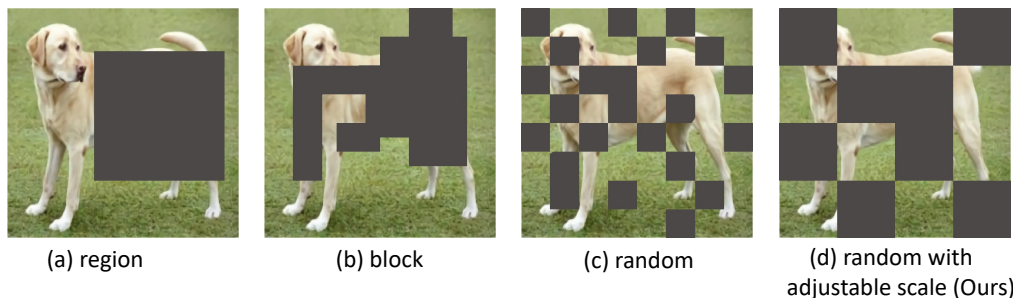 (a) region
(b) block
(c) random
(d) random with
adjustable scale (Ours)